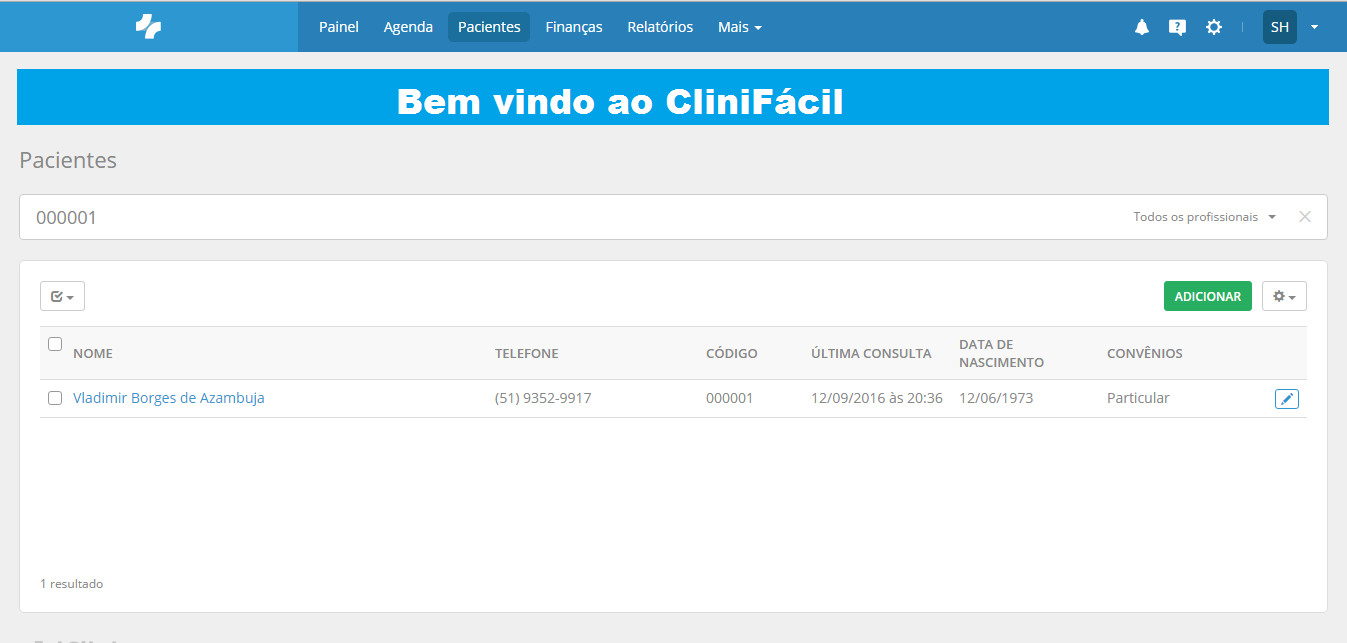 Painel Agenda Pacientes Finanças Relatórios Mais SH
Bem vindo ao CliniFácil
Pacientes
000001 Todos os profissionais
ADICIONAR
NOME TELEFONE CÓDIGO ÚLTIMA CONSULTA DATA DE NASCIMENTO CONVÊNIOS
Vladimir Borges de Azambuja (51) 9352-9917 000001 12/09/2016 às 20:36 12/06/1973 Particular
1 resultado